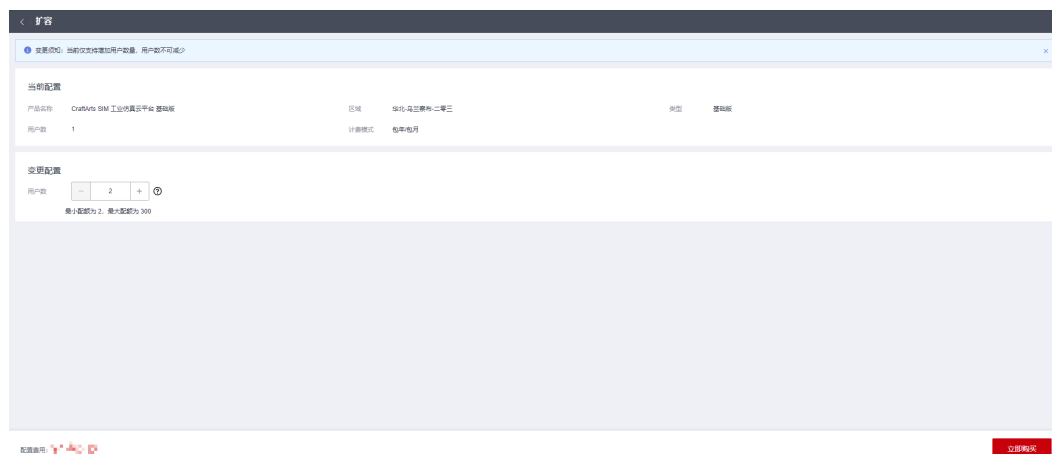 扩容
变更须知：当前仅支持增加用户数量，用户数不可减少
当前配置
产品名称 CraftArts SIM 工业仿真云平台 基础版 区域 华北-乌兰察布-二零三 类型 基础版
用户数 1 计费模式 包年/包月
变更配置
用户数 － 2 +
最小配额为 2，最大配额为 300
配置费用：
立即购买